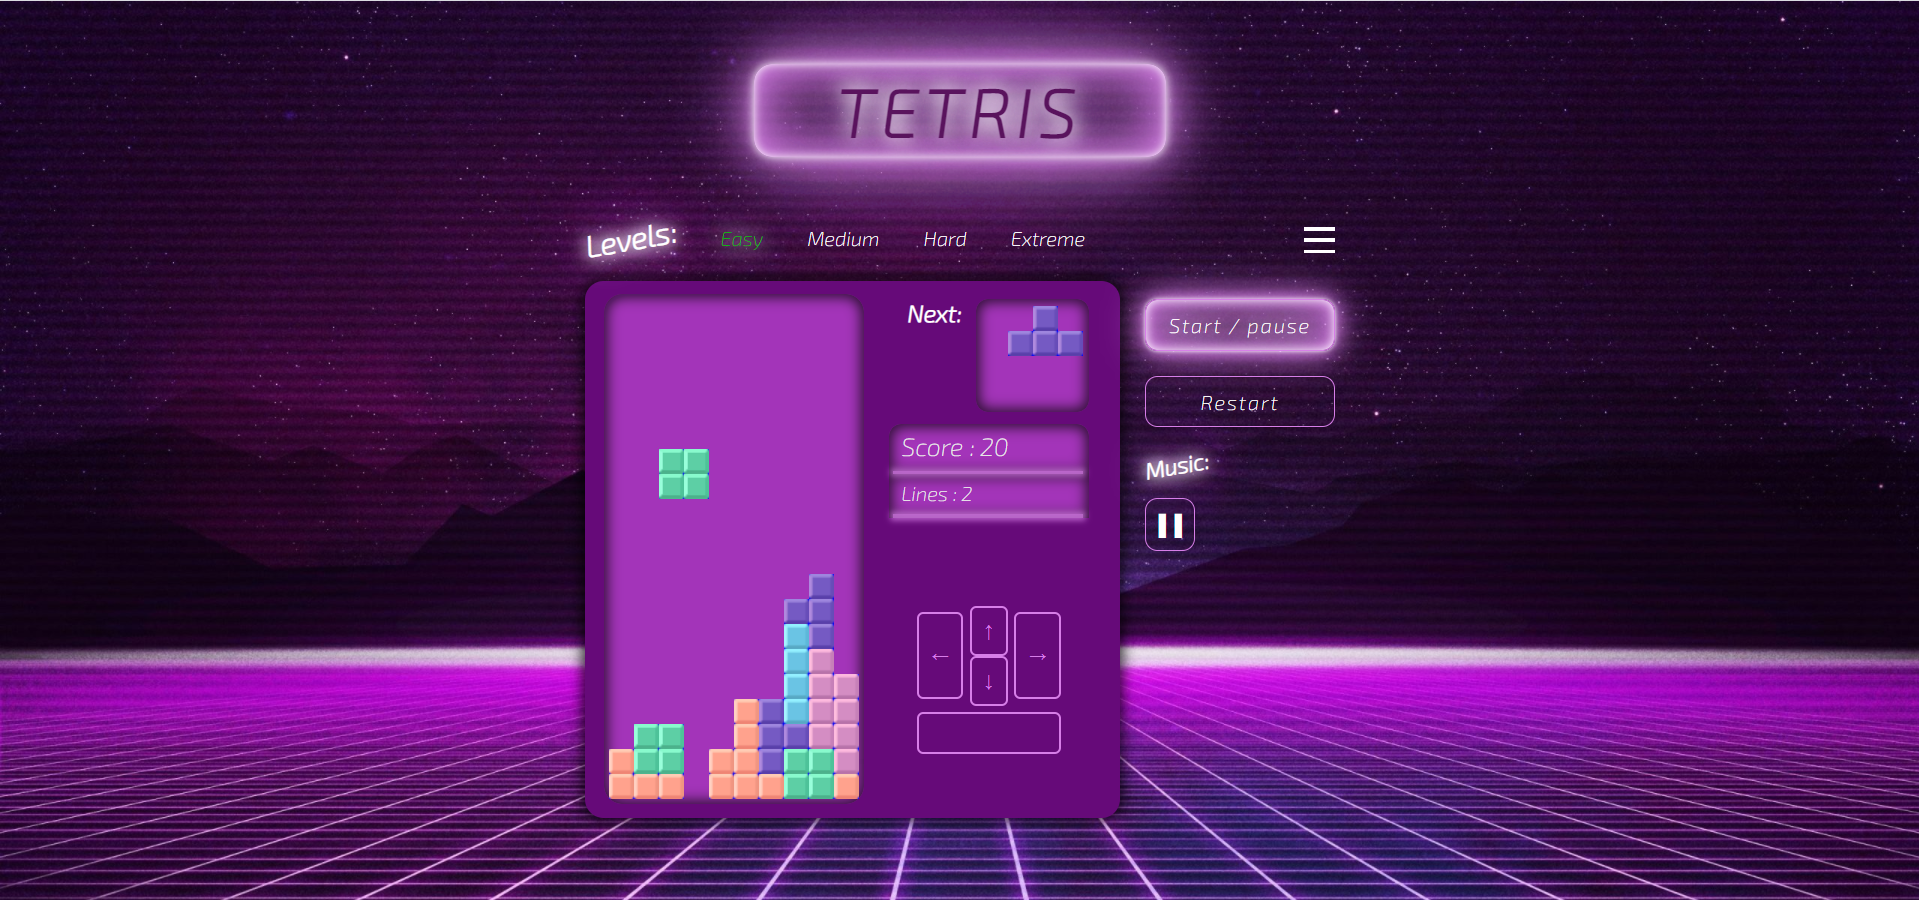 TETRIS
Levels: Easy Medium Hard Extreme
Next:
Start / pause
Restart
Score : 20
Music:
Lines : 2
↑
← →
↓